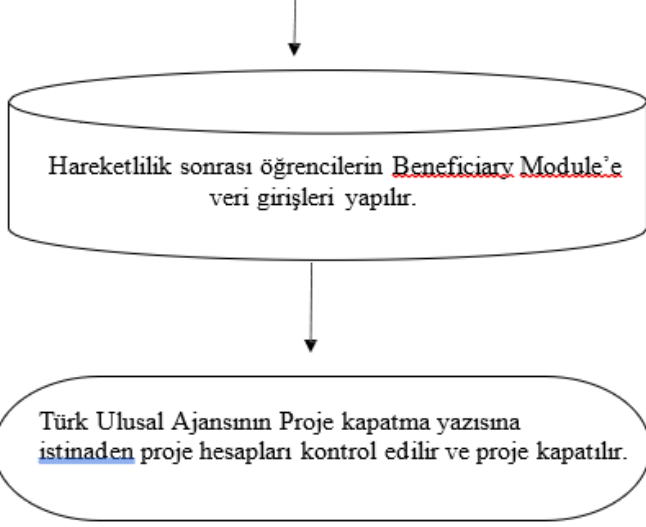 Hareketlilik sonrası öğrencilerin Beneficiary Module’e
veri girişleri yapılır.
Türk Ulusal Ajansının Proje kapatma yazısına
istinaden proje hesapları kontrol edilir ve proje kapatılır.